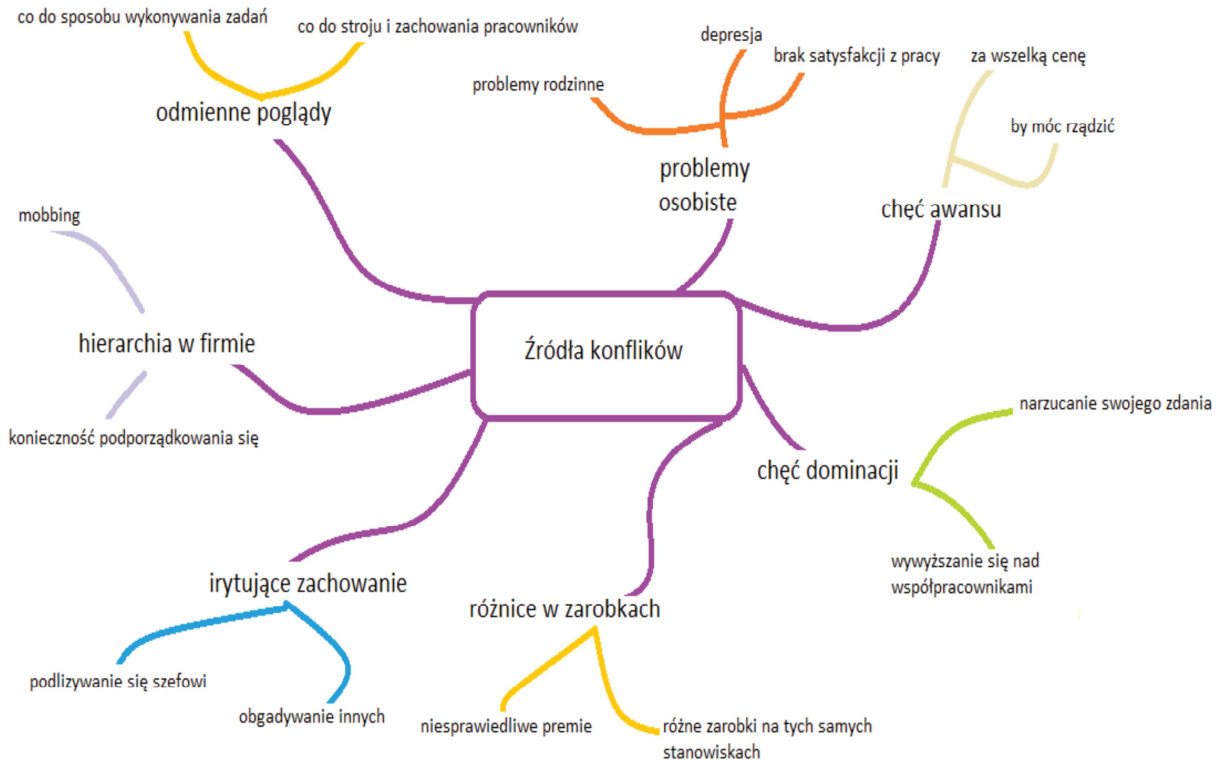 co do sposobu wykonywania zadań
co do stroju i zachowania pracowników
odmienne poglądy
depresja
brak satysfakcji z pracy
problemy rodzinne
problemy
osobiste
za wszelką cenę
by móc rządzić
chęć awansu
mobbing
hierarchia w firmie
konieczność podporządkowania się
Źródła konflików
narzucanie swojego zdania
chęć dominacji
wywyższanie się nad
współpracownikami
irytujące zachowanie
podlizywanie się szefowi
obgadywanie innych
różnice w zarobkach
niesprawiedliwe premie
różne zarobki na tych samych
stanowiskach